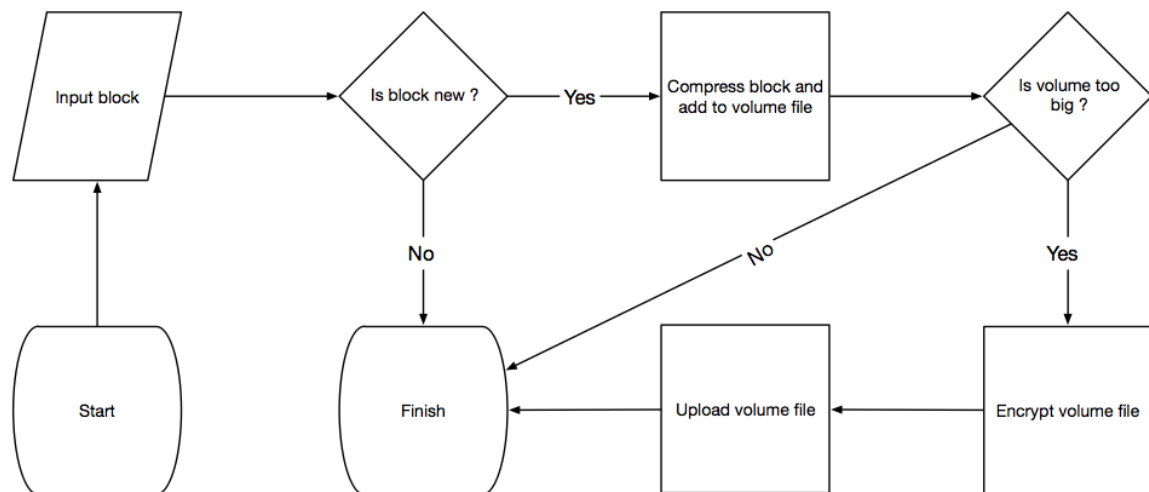 Input block
Is block new ?
Yes
Compress block and
add to volume file
Is volume too
big ?
No
No
Yes
Start
Finish
Upload volume file
Encrypt volume file